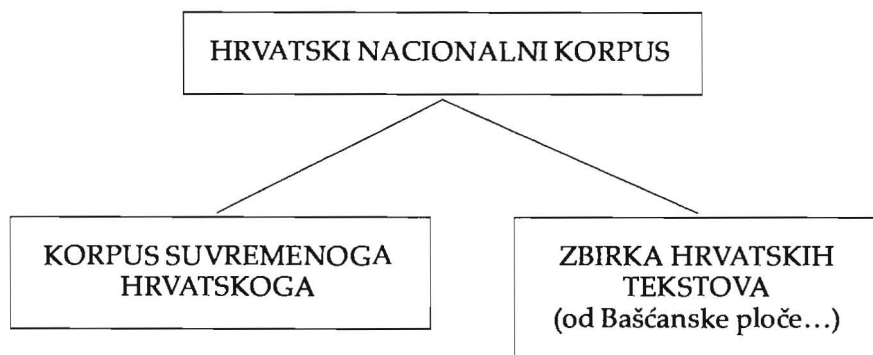 HRVATSKI NACIONALNI KORPUS
KORPUS SUVREMENOGA
HRVATSKOGA
ZBIRKA HRVATSKIH
TEKSTOVA
(od Bašćanske ploče...)